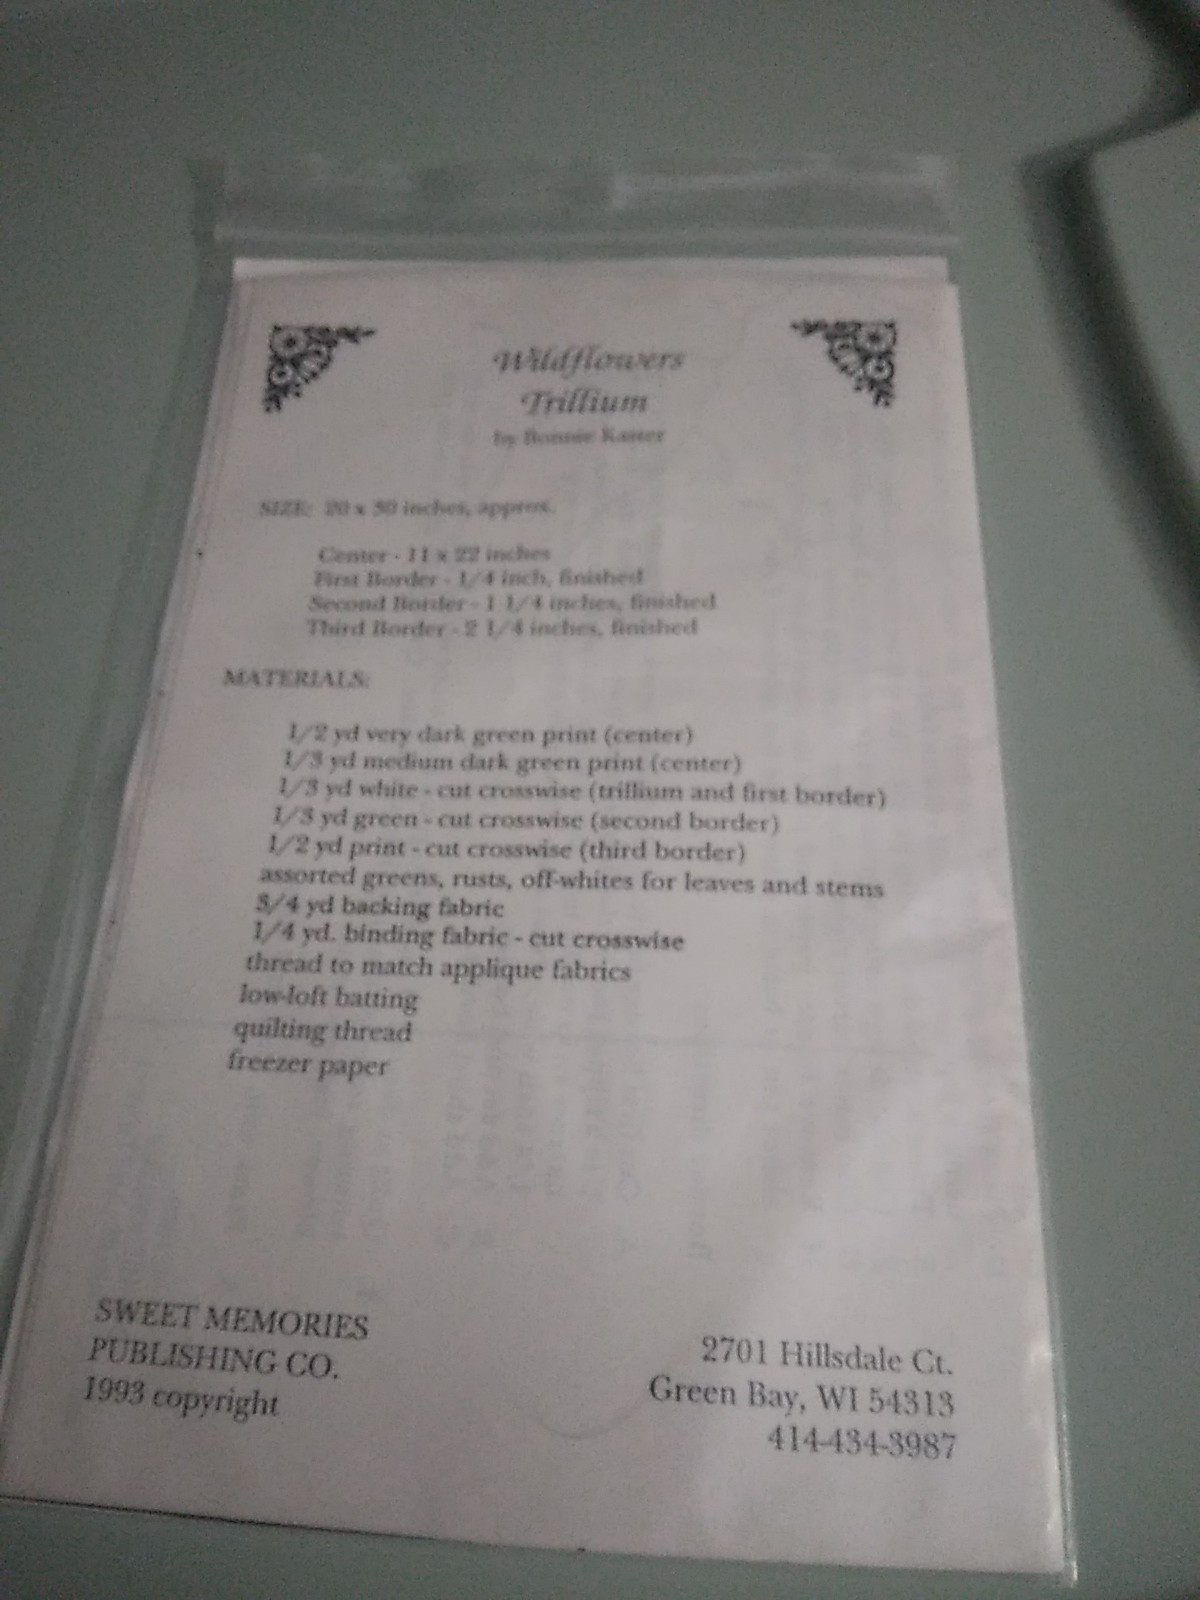 Wildflowers
Trillium
by Bonnie
SIZE: 20 x 30 inches, approx.
Center - 11 x 22 inches
First Border - 1/4 inch, finished
Second Border - 1 1/4 inches, finished
Third Border - 2 1/4 inches, finished
MATERIALS:
1/2 yd very dark green print (center)
1/3 yd medium dark green print (center)
1/3 yd white - cut crosswise (trillium and first border)
1/3 yd green - cut crosswise (second border)
1/2 yd print - cut crosswise (third border)
assorted greens, rusts, off-whites for leaves and stems
3/4 yd backing fabric
1/4 yd. binding fabric - cut crosswise
thread to match applique fabrics
low-loft batting
quilting thread
freezer paper
SWEET MEMORIES
PUBLISHING CO.
1993 copyright
2701 Hillsdale Ct.
Green Bay, WI 54313
414-434-3987